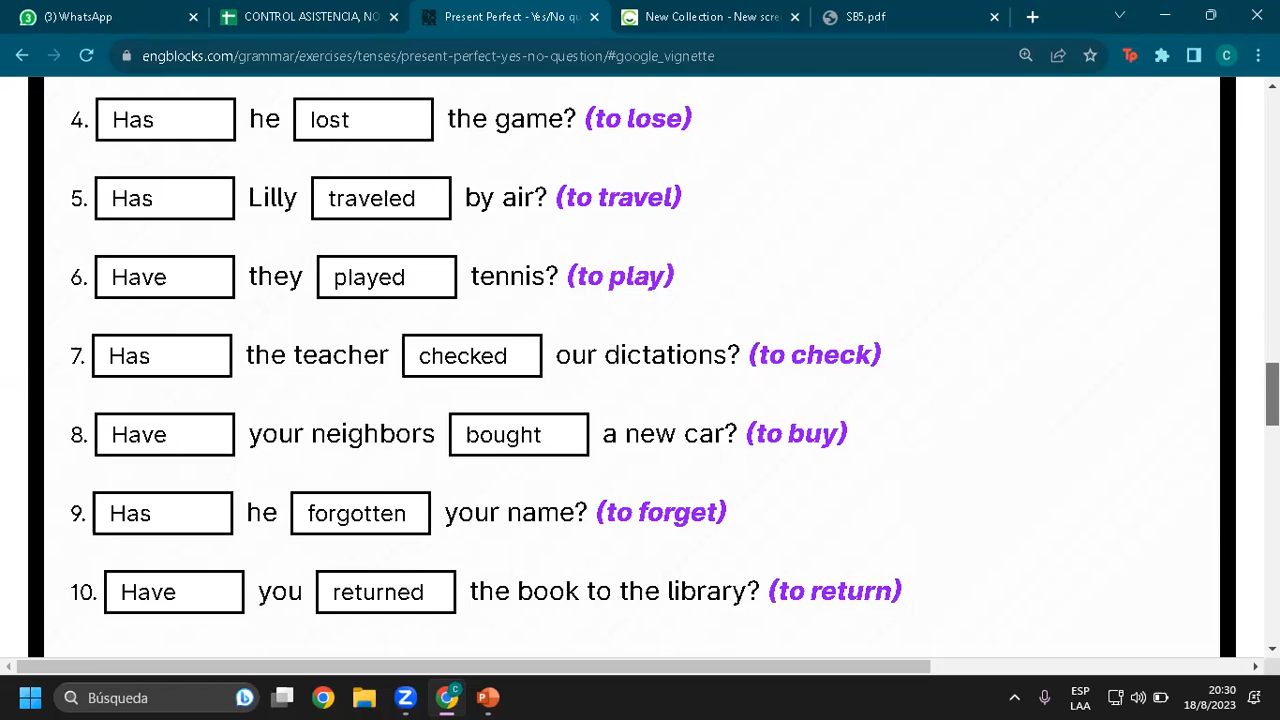 (3) WhatsApp
CONTROL ASISTENCIA, NO
Present Perfect - Yes/No qu
New Collection - New scre
SB5.pdf
engblocks.com/grammar/exercises/tenses/present-perfect-yes-no-question/#google_vignette
Tp
C
4. Has he lost the game? (to lose)
5. Has Lilly traveled by air? (to travel)
6. Have they played tennis? (to play)
7. Has the teacher checked our dictations? (to check)
8. Have your neighbors bought a new car? (to buy)
9. Has he forgotten your name? (to forget)
10. Have you returned the book to the library? (to return)
Búsqueda
ESP
LAA
20:30
18/8/2023